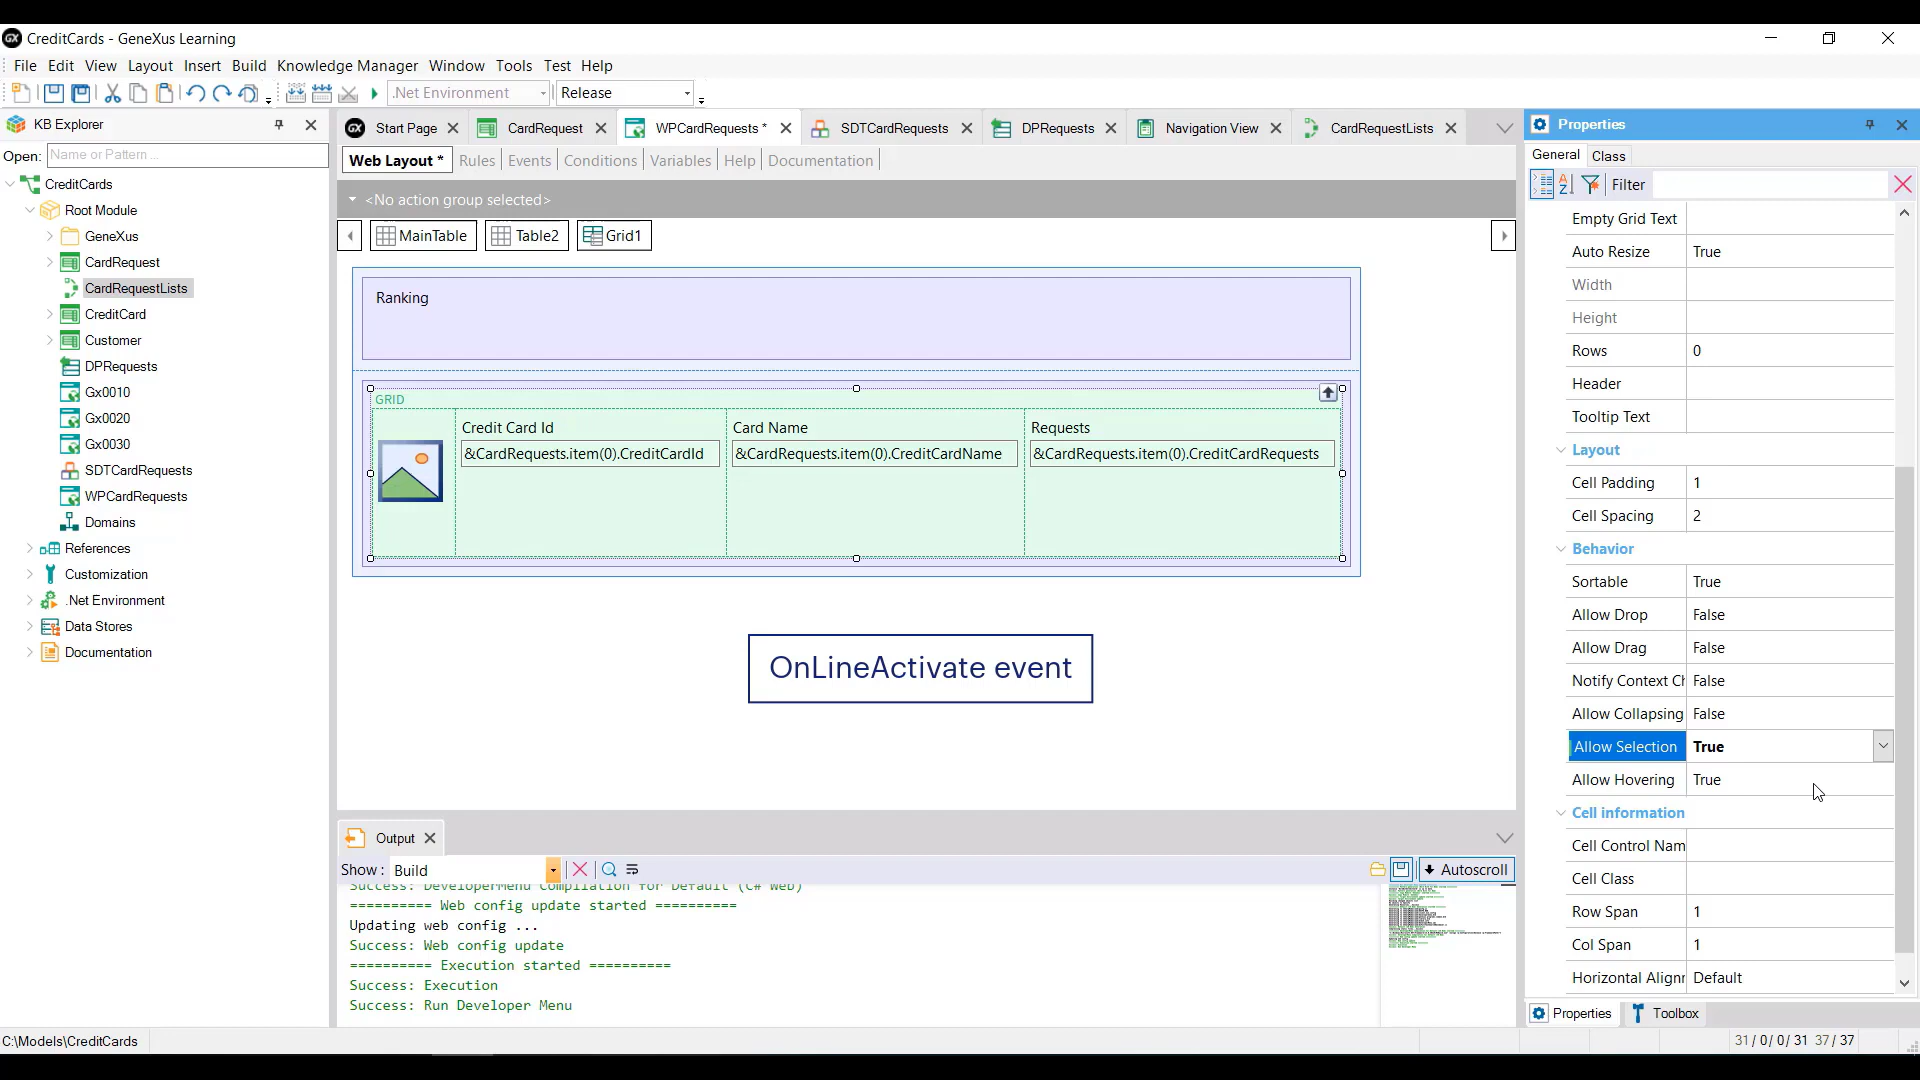 CreditCards - GeneXus Learning
File Edit View Layout Insert Build Knowledge Manager Window Tools Test Help
.Net Environment Release
KB Explorer
Open: Name or Pattern ...
CreditCards
Root Module
GeneXus
CardRequest
CardRequestLists
CreditCard
Customer
DPRequests
Gx0010
Gx0020
Gx0030
SDTCardRequests
WPCardRequests
Domains
References
Customization
.Net Environment
Data Stores
Documentation
Start Page CardRequest WPCardRequests * SDTCardRequests DPRequests Navigation View CardRequestLists
Web Layout * Rules Events Conditions Variables Help Documentation
<No action group selected>
MainTable Table2 Grid1
Ranking
GRID
Credit Card Id Card Name Requests
&CardRequests.item(0).CreditCardId &CardRequests.item(0).CreditCardName &CardRequests.item(0).CreditCardRequests
OnLineActivate event
Output
Show : Build Autoscroll
Success: DeveloperMenu Compilation for Default (C# Web)
========== Web config update started ==========
Updating web config ...
Success: Web config update
========== Execution started ==========
Success: Execution
Success: Run Developer Menu
Properties
General Class
Filter
Empty Grid Text
Auto Resize True
Width
Height
Rows 0
Header
Tooltip Text
Layout
Cell Padding 1
Cell Spacing 2
Behavior
Sortable True
Allow Drop False
Allow Drag False
Notify Context Ch False
Allow Collapsing False
Allow Selection True
Allow Hovering True
Cell information
Cell Control Nam
Cell Class
Row Span 1
Col Span 1
Horizontal Alignr Default
Properties Toolbox
C:\Models\CreditCards
31 / 0 / 0 / 31 37 / 37